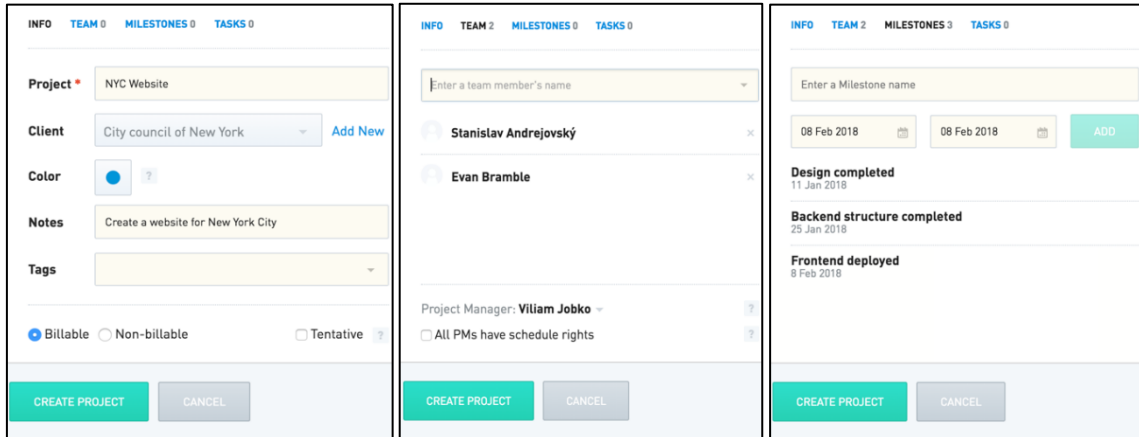 INFO TEAM 0 MILESTONES 0 TASKS 0
Project *
NYC Website
Client
City council of New York
Add New
Color
?
Notes
Create a website for New York City
Tags
Billable Non-billable Tentative ?
CREATE PROJECT CANCEL
INFO TEAM 2 MILESTONES 0 TASKS 0
Enter a team member's name
Stanislav Andrejovský ×
Evan Bramble ×
Project Manager: Viliam Jobko ?
All PMs have schedule rights ?
CREATE PROJECT CANCEL
INFO TEAM 2 MILESTONES 3 TASKS 0
Enter a Milestone name
08 Feb 2018 08 Feb 2018 ADD
Design completed
11 Jan 2018
Backend structure completed
25 Jan 2018
Frontend deployed
8 Feb 2018
CREATE PROJECT CANCEL